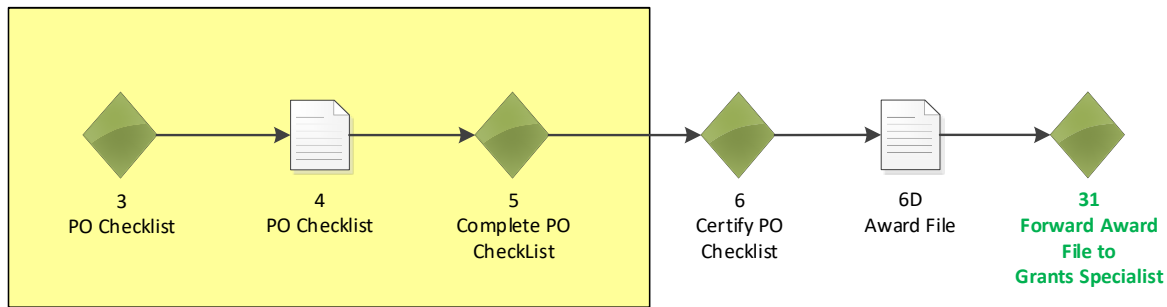 3
PO Checklist
4
PO Checklist
5
Complete PO
CheckList
6
Certify PO
Checklist
6D
Award File
31
Forward Award
File to
Grants Specialist